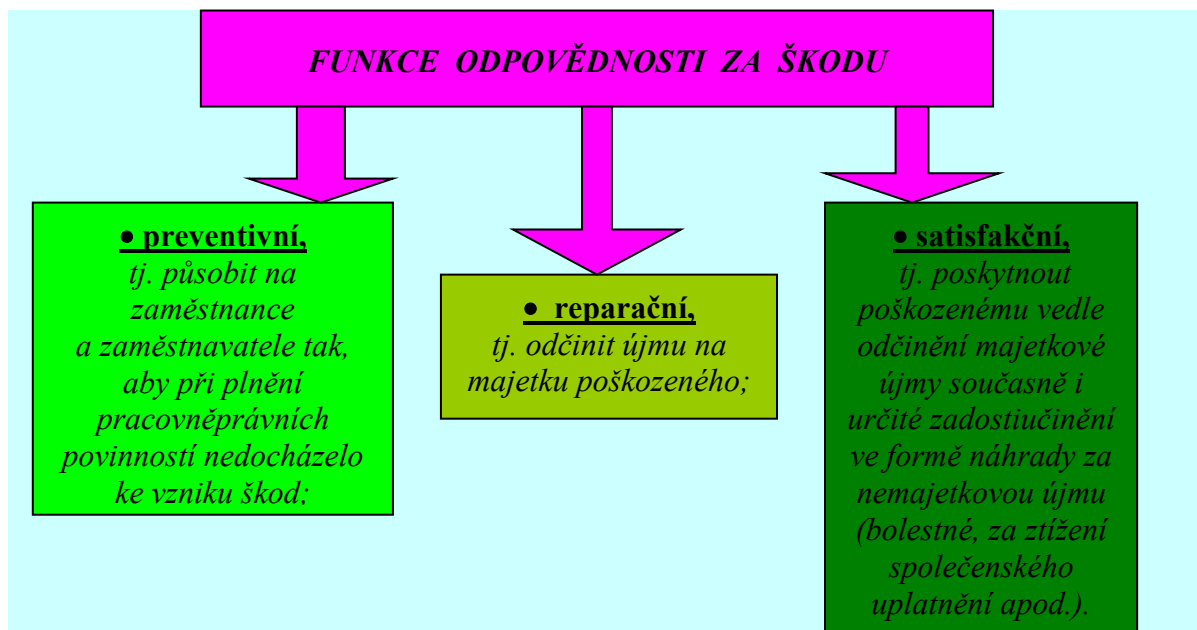 FUNKCE ODPOVĚDNOSTI ZA ŠKODU
• preventivní,
tj. působit na
zaměstnance
a zaměstnavatele tak,
aby při plnění
pracovněprávních
povinností nedocházelo
ke vzniku škod;
• reparační,
tj. odčinit újmu na
majetku poškozeného;
• satisfakční,
tj. poskytnout
poškozenému vedle
odčinění majetkové
újmy současně i
určité zadostiučinění
ve formě náhrady za
nemajetkovou újmu
(bolestné, za ztížení
společenského
uplatnění apod.).